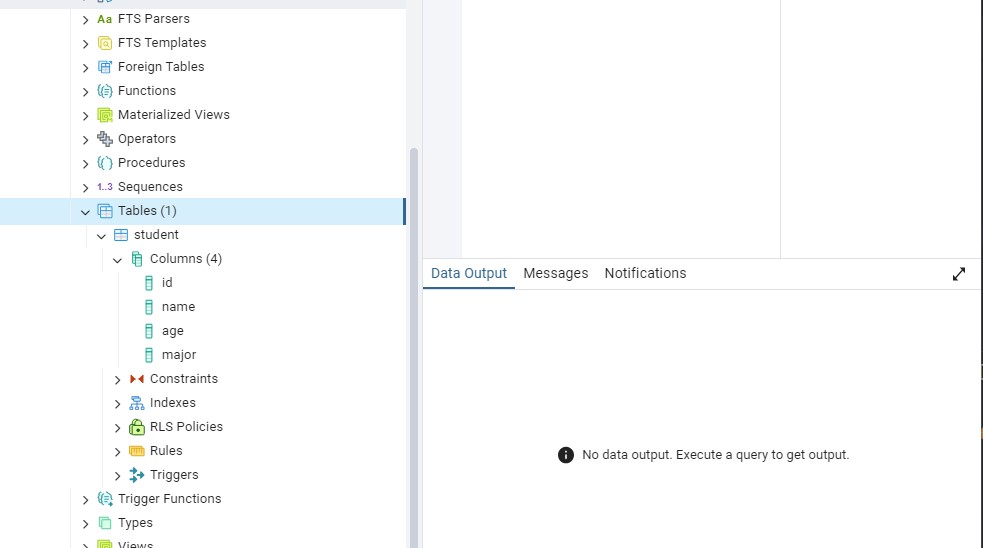 Aa FTS Parsers
FTS Templates
Foreign Tables
Functions
Materialized Views
Operators
Procedures
1..3 Sequences
Tables (1)
student
Columns (4)
id
name
age
major
Constraints
Indexes
RLS Policies
Rules
Triggers
Trigger Functions
Types
Views
Data Output Messages Notifications
No data output. Execute a query to get output.